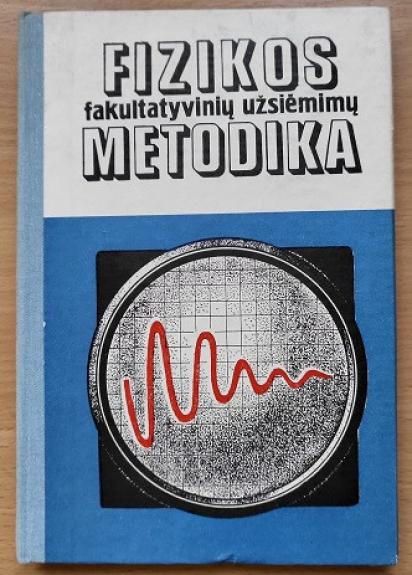 FIZIKOS
fakultatyvinių užsiėmimų
METODIKA